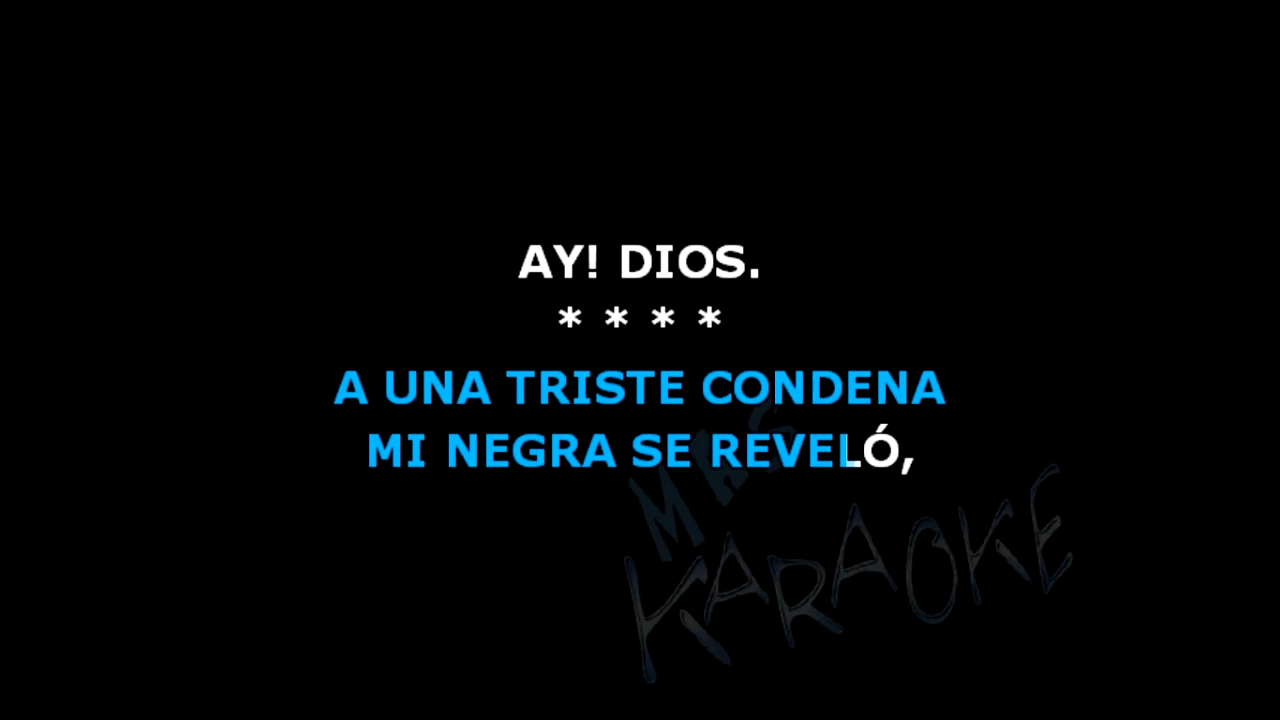 AY! DIOS.
* * * *
A UNA TRISTE CONDENA
MI NEGRA SE REVELÓ,
MAS
KARAOKE